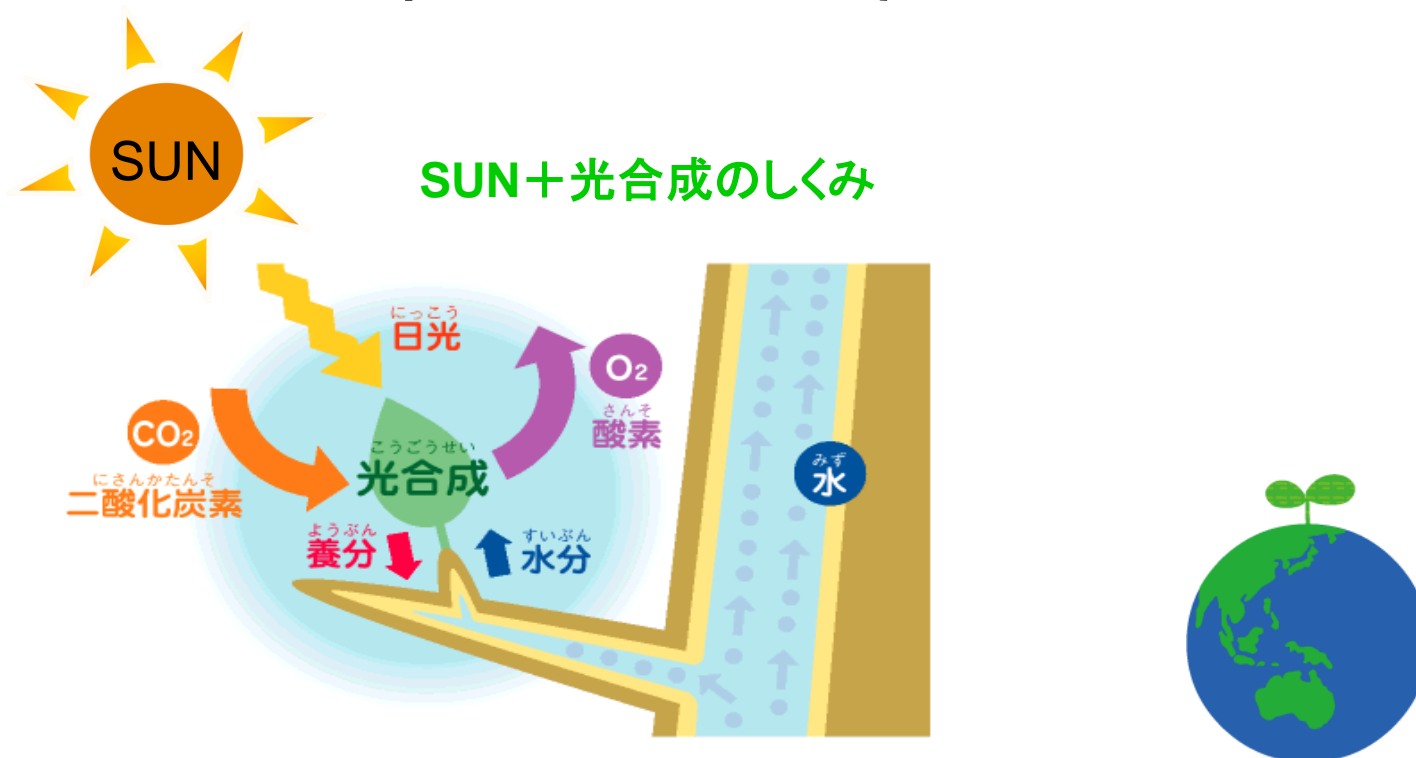 SUN
SUN＋光合成のしくみ
にっこう
日光
O2
さんそ
酸素
CO2
にさんかたんそ
二酸化炭素
こうごうせい
光合成
みず
水
ようぶん
養分
すいぶん
水分